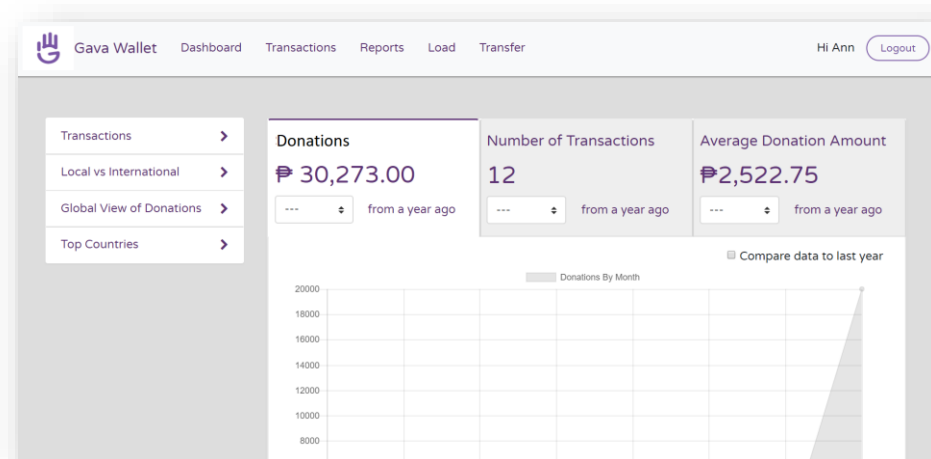 Gava Wallet Dashboard Transactions Reports Load Transfer Hi Ann Logout
Transactions
Local vs International
Global View of Donations
Top Countries
Donations
₱ 30,273.00
--- from a year ago
Number of Transactions
12
--- from a year ago
Average Donation Amount
₱2,522.75
--- from a year ago
Compare data to last year
Donations By Month
20000
18000
16000
14000
12000
10000
8000